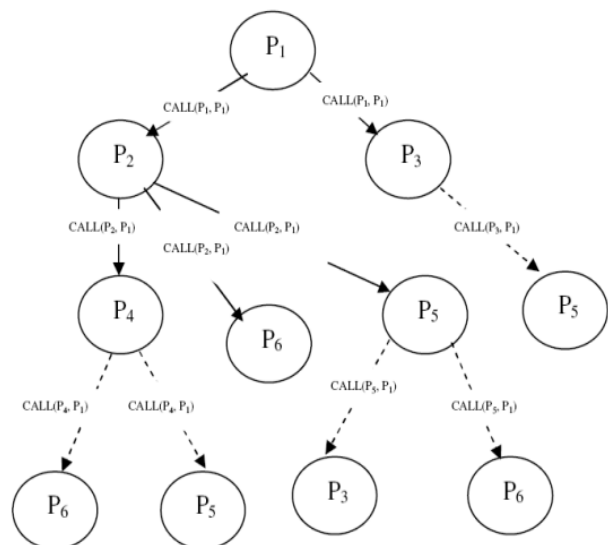 P₁
CALL(P₁, P₁)
CALL(P₁, P₁)
P₂
P₃
CALL(P₂, P₁)
CALL(P₂, P₁)
CALL(P₂, P₁)
CALL(P₃, P₁)
P₄
P₆
P₅
P₅
CALL(P₄, P₁)
CALL(P₄, P₁)
CALL(P₅, P₁)
CALL(P₅, P₁)
P₆
P₅
P₃
P₆